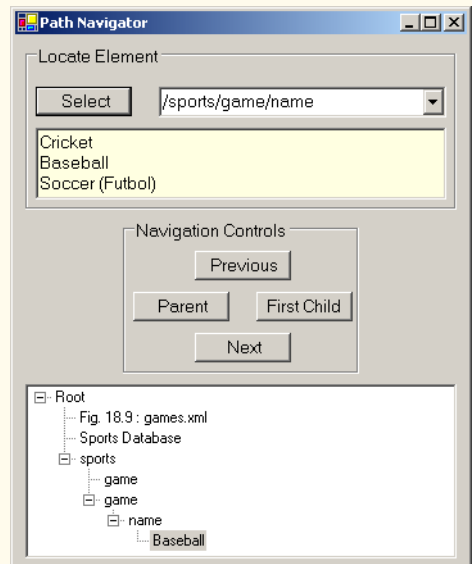 Path Navigator
Locate Element
Select /sports/game/name
Cricket
Baseball
Soccer (Futbol)
Navigation Controls
Previous
Parent First Child
Next
Root
Fig. 18.9 : games.xml
Sports Database
sports
game
game
name
Baseball